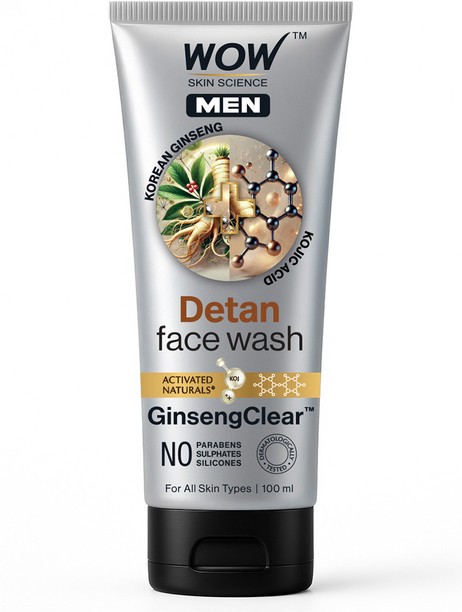 WOW™
SKIN SCIENCE
MEN
KOREAN GINSENG
KOJIC ACID
Detan
face wash
ACTIVATED
NATURALS®
KOJ
GinsengClear™
NO PARABENS
SULPHATES
SILICONES
DERMATOLOGICALLY
• TESTED •
For All Skin Types | 100 ml